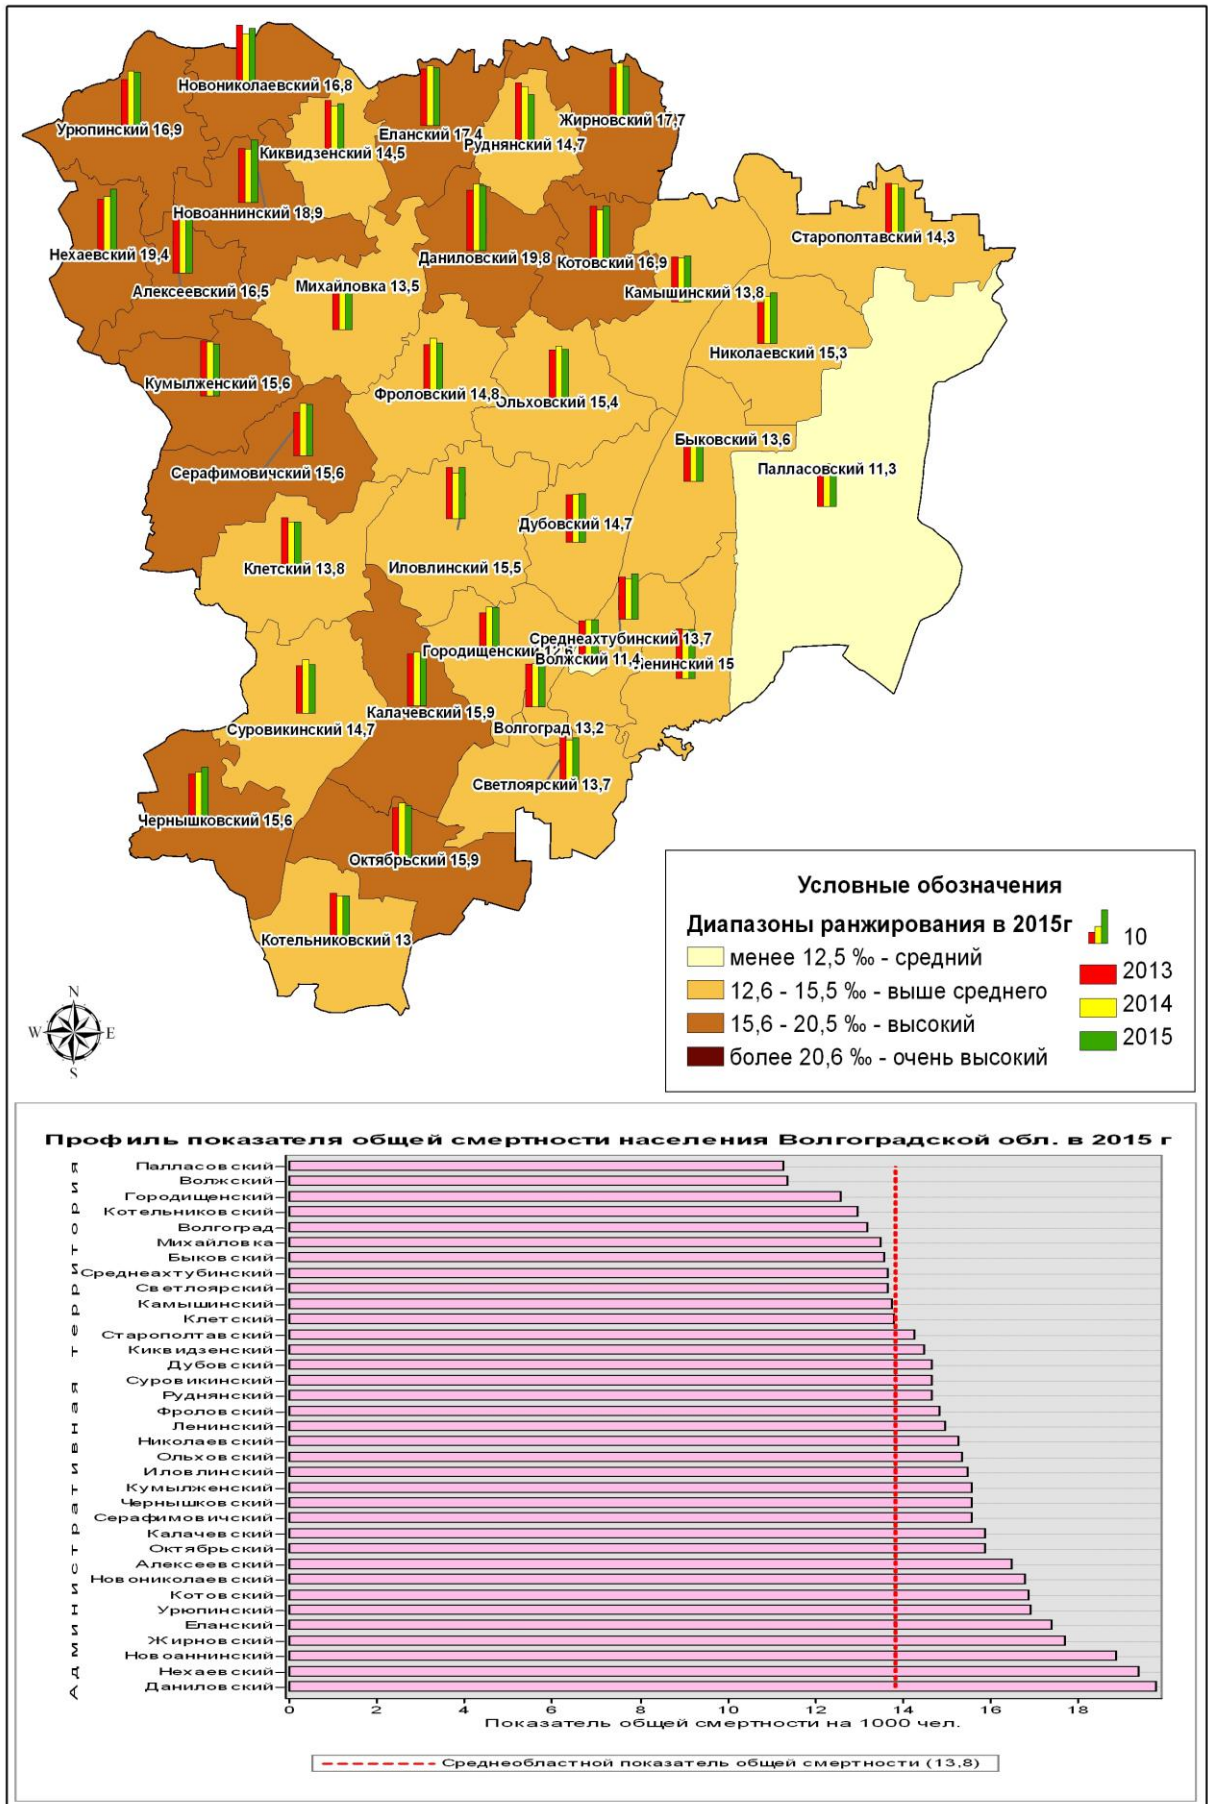 Новониколаевский 16,8
Урюпинский 16,9
Еланский 17,4
Жирновский 17,7
Руднянский 14,7
Киквидзенский 14,5
Новоаннинский 18,9
Старополтавский 14,3
Нехаевский 19,4
Даниловский 19,8
Котовский 16,9
Алексеевский 16,5
Михайловка 13,5
Камышинский 13,8
Николаевский 15,3
Кумылженский 15,6
Фроловский 14,8
Ольховский 15,4
Быковский 13,6
Серафимовичский 15,6
Палласовский 11,3
Дубовский 14,7
Клетский 13,8
Иловлинский 15,5
Среднеахтубинский 13,7
Городищенский
Волжский 11,4
Ленинский 15
Калачевский 15,9
Суровикинский 14,7
Волгоград 13,2
Светлоярский 13,7
Чернышковский 15,6
Октябрьский 15,9
Котельниковский 13
Условные обозначения
Диапазоны ранжирования в 2015г
10
менее 12,5 ‰ - средний
2013
12,6 - 15,5 ‰ - выше среднего
2014
15,6 - 20,5 ‰ - высокий
2015
более 20,6 ‰ - очень высокий
N
W
E
S
Профиль показателя общей смертности населения Волгоградской обл. в 2015 г
Административная территория
Палласовский
Волжский
Городищенский
Котельниковский
Волгоград
Михайловка
Быковский
Среднеахтубинский
Светлоярский
Камышинский
Клетский
Старополтавский
Киквидзенский
Дубовский
Суровикинский
Руднянский
Фроловский
Ленинский
Николаевский
Ольховский
Иловлинский
Кумылженский
Чернышковский
Серафимовичский
Калачевский
Октябрьский
Алексеевский
Новониколаевский
Котовский
Урюпинский
Еланский
Жирновский
Новоаннинский
Нехаевский
Даниловский
0 2 4 6 8 10 12 14 16 18
Показатель общей смертности на 1000 чел.
Среднеобластной показатель общей смертности (13,8)